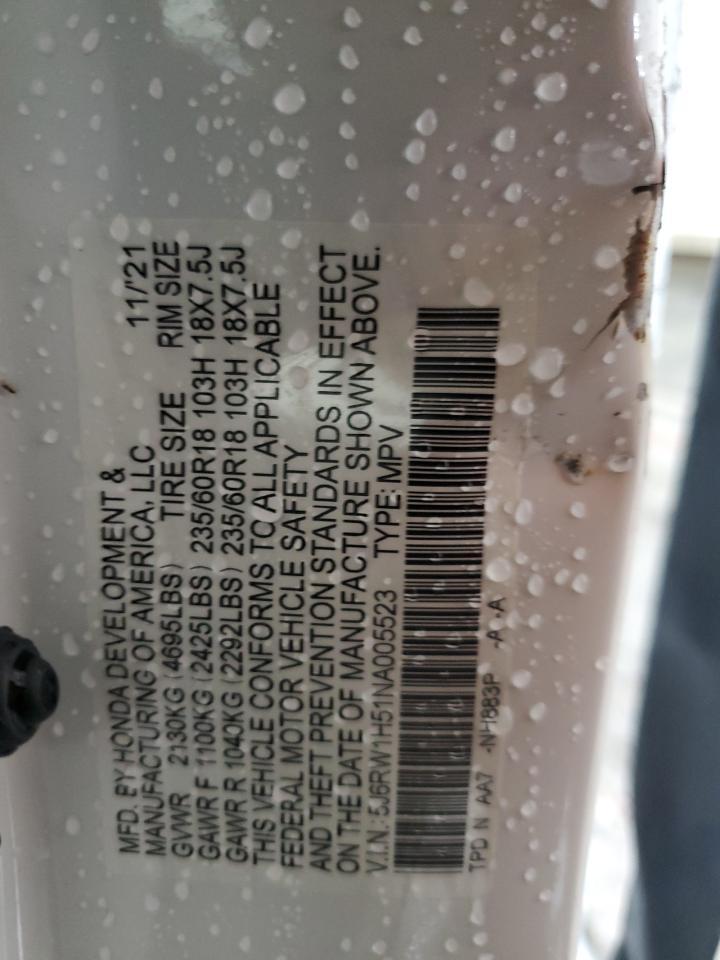 MFD. BY HONDA DEVELOPMENT &
MANUFACTURING OF AMERICA, LLC 11/'21
GVWR 2130KG (4695LBS) TIRE SIZE RIM SIZE
GAWR F 1100KG (2425LBS) 235/60R18 103H 18X7.5J
GAWR R 1040KG (2292LBS) 235/60R18 103H 18X7.5J
THIS VEHICLE CONFORMS TO ALL APPLICABLE
FEDERAL MOTOR VEHICLE SAFETY
AND THEFT PREVENTION STANDARDS IN EFFECT
ON THE DATE OF MANUFACTURE SHOWN ABOVE.
V.I.N.: 5J6RW1H51NA005523 TYPE: MPV
TPD N AA7 -NH883P -A -A